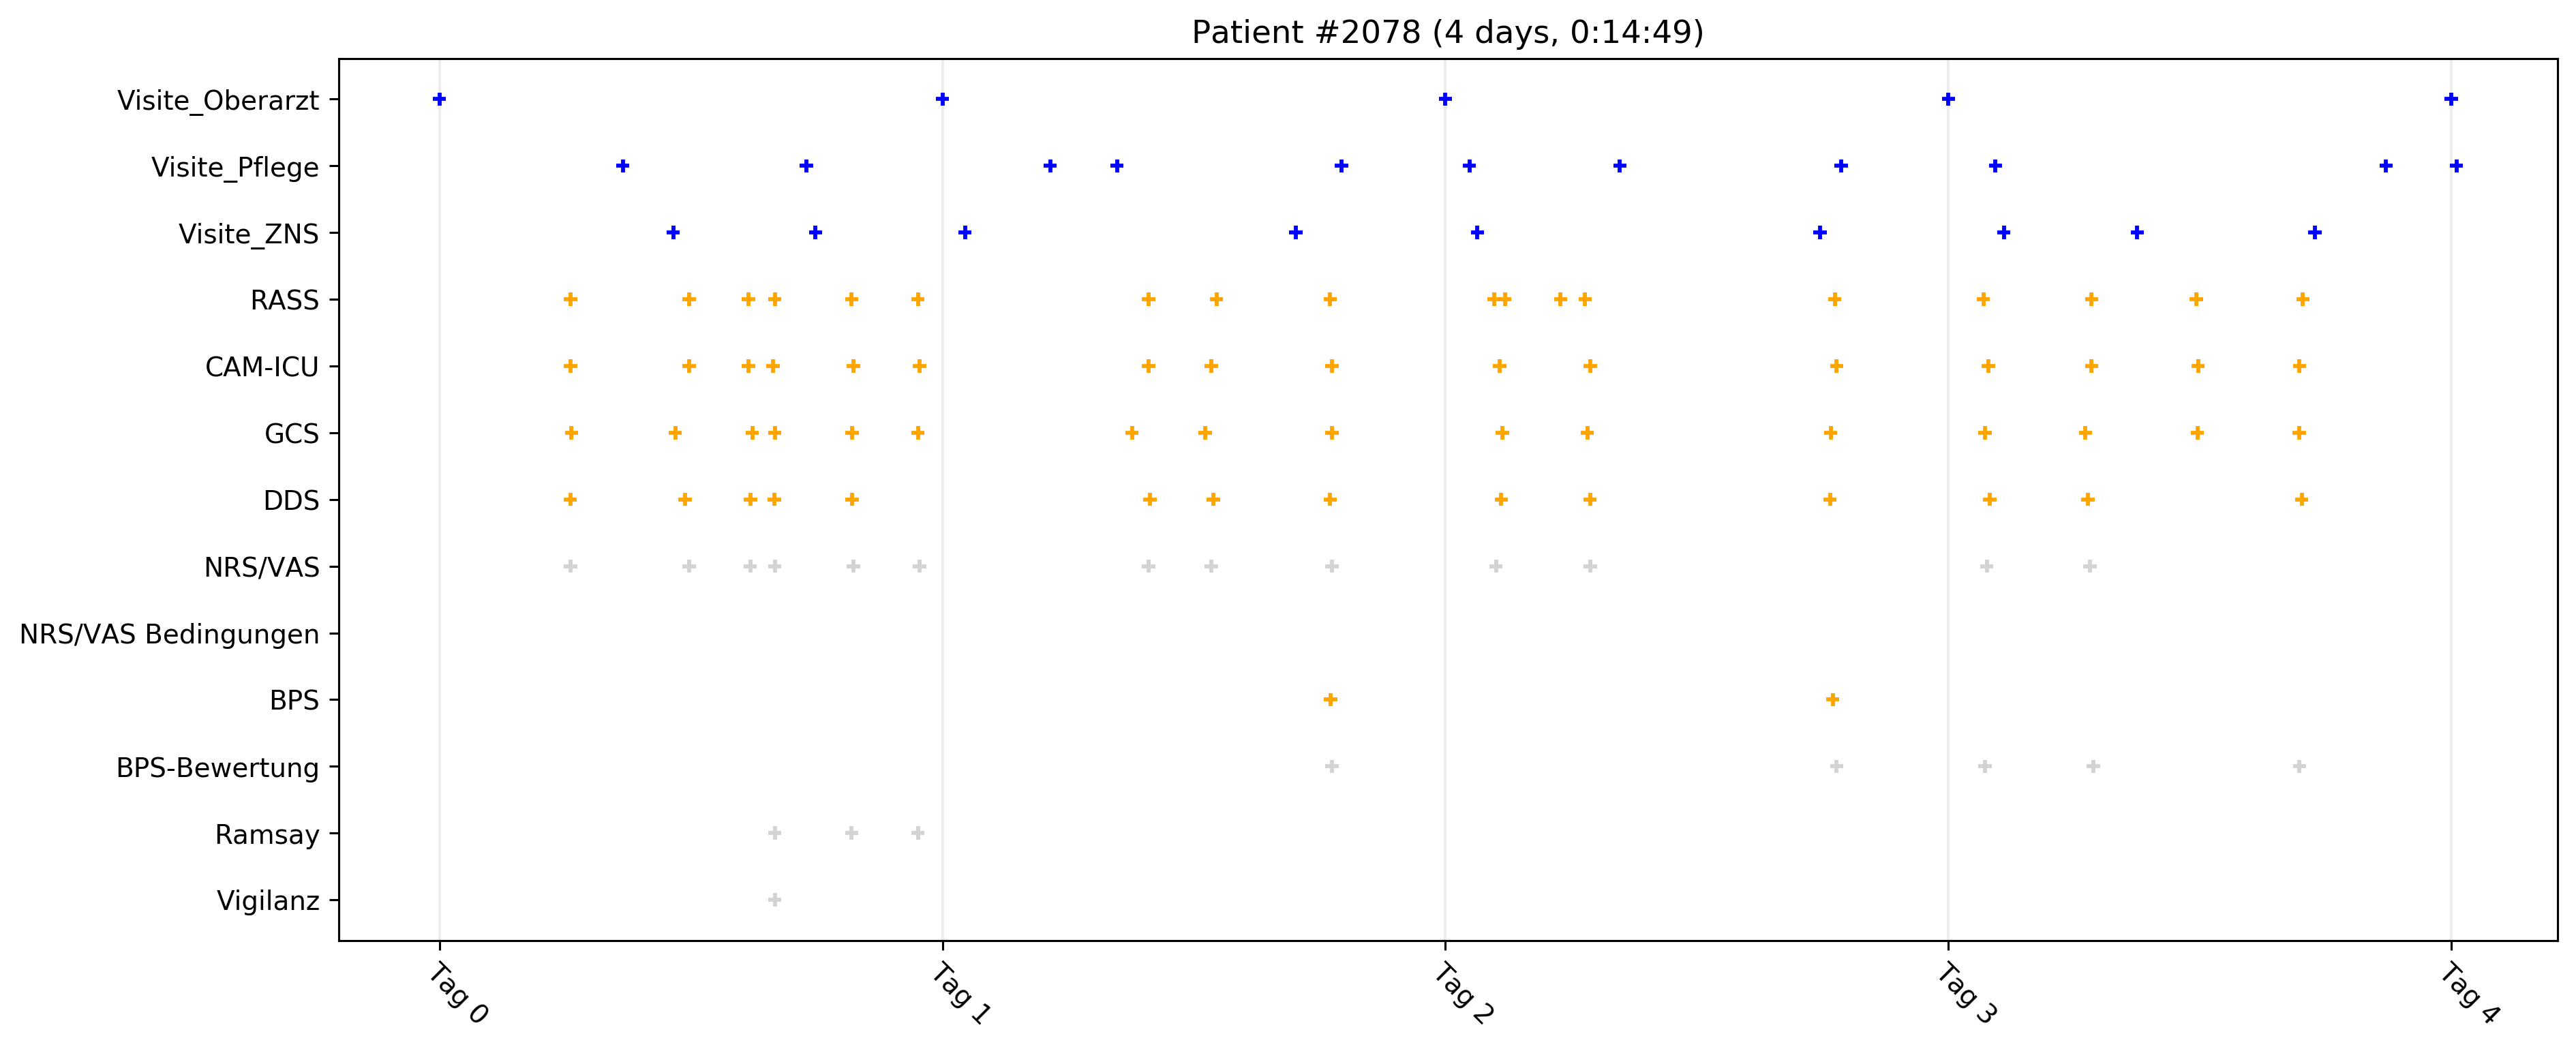 Patient #2078 (4 days, 0:14:49)
Visite_Oberarzt
Visite_Pflege
Visite_ZNS
RASS
CAM-ICU
GCS
DDS
NRS/VAS
NRS/VAS Bedingungen
BPS
BPS-Bewertung
Ramsay
Vigilanz
Tag 0
Tag 1
Tag 2
Tag 3
Tag 4